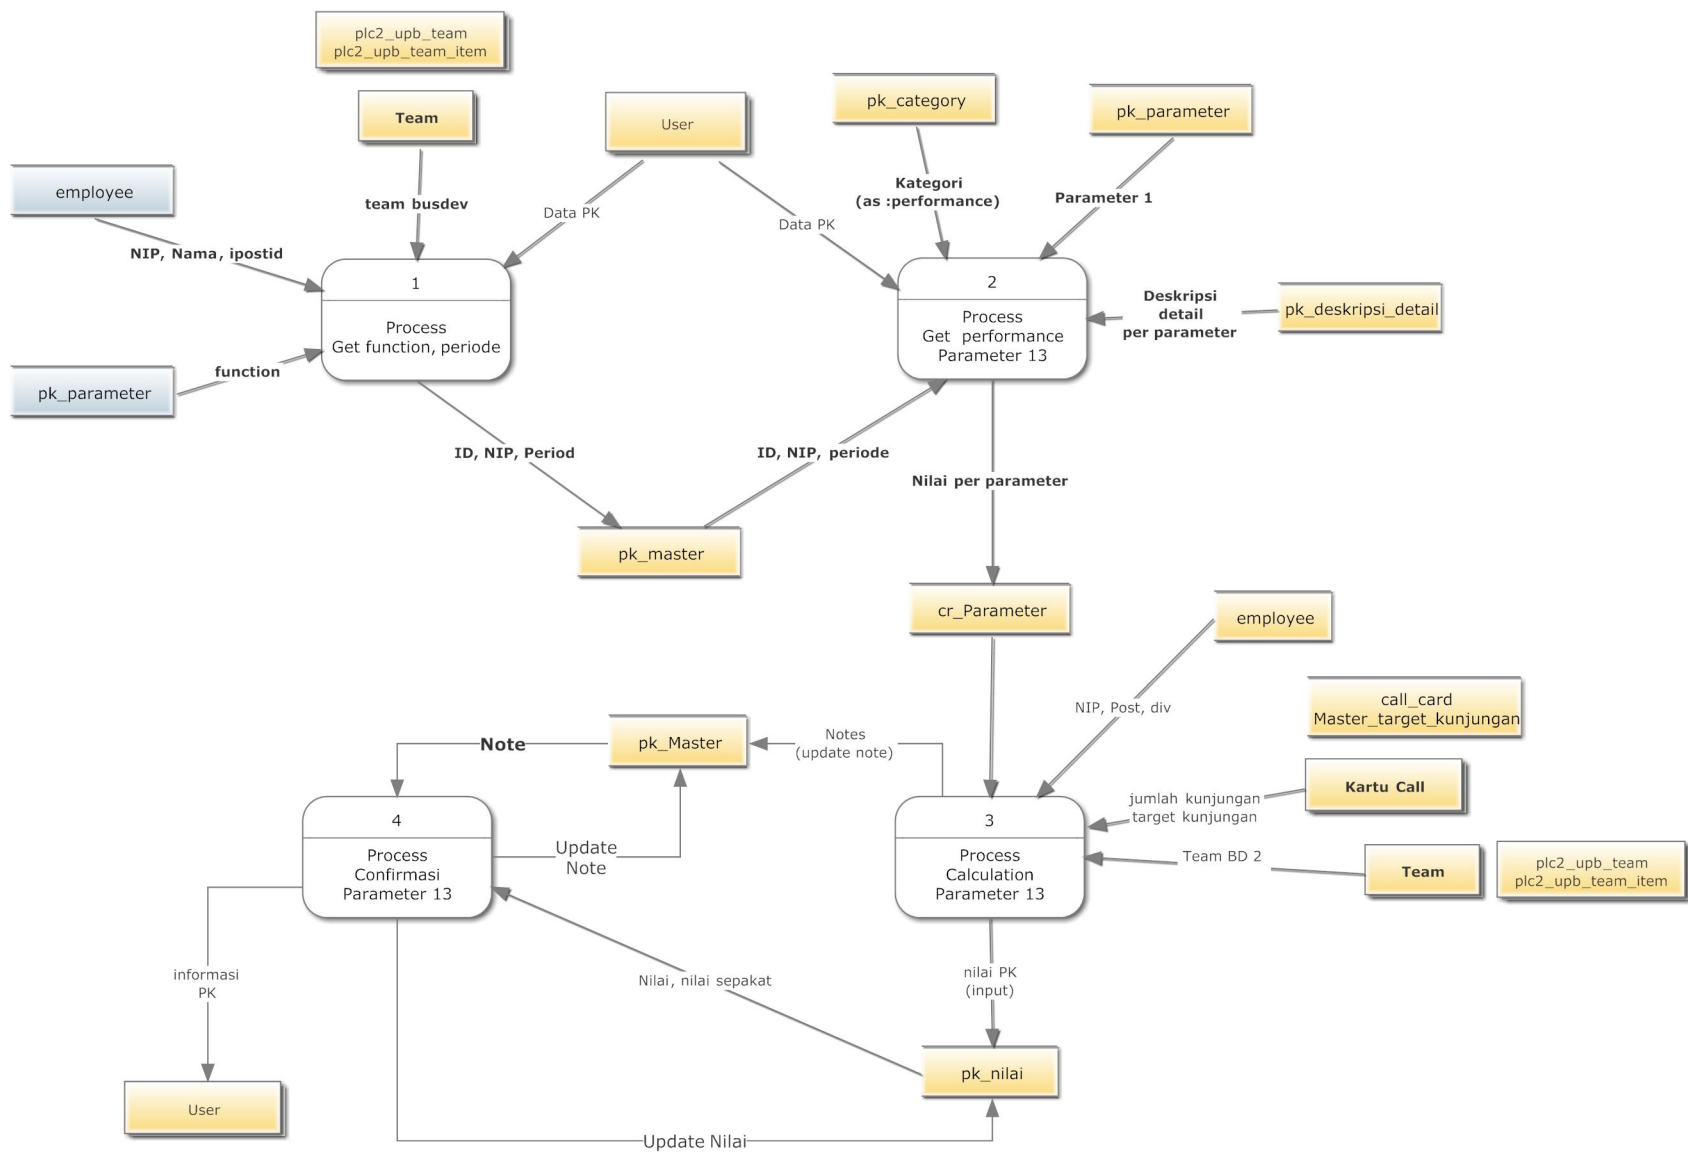 plc2_upb_team
plc2_upb_team_item
Team
User
pk_category
pk_parameter
employee
team busdev
Data PK
Data PK
Kategori
(as :performance)
Parameter 1
NIP, Nama, ipostid
1
Process
Get function, periode
2
Process
Get  performance
Parameter 13
Deskripsi
detail
per parameter
pk_deskripsi_detail
function
pk_parameter
ID, NIP, Period
ID, NIP, periode
Nilai per parameter
pk_master
cr_Parameter
employee
NIP, Post, div
call_card
Master_target_kunjungan
Note
pk_Master
Notes
(update note)
Kartu Call
jumlah kunjungan
target kunjungan
4
Process
Confirmasi
Parameter 13
Update
Note
3
Process
Calculation
Parameter 13
Team BD 2
Team
plc2_upb_team
plc2_upb_team_item
informasi
PK
Nilai, nilai sepakat
nilai PK
(input)
pk_nilai
User
Update Nilai